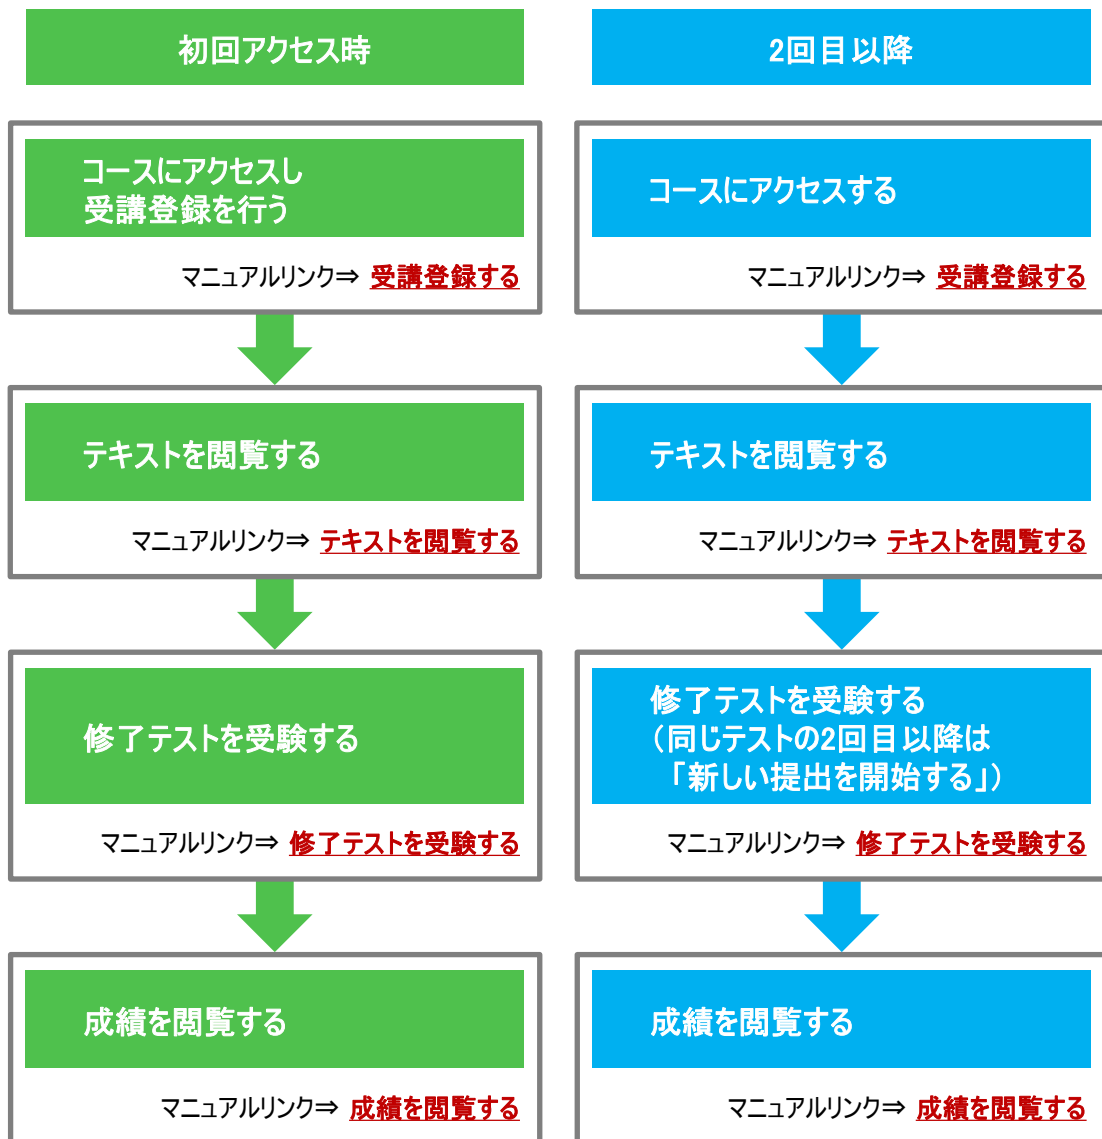 初回アクセス時
コースにアクセスし
受講登録を行う
マニュアルリンク⇒ 受講登録する
テキストを閲覧する
マニュアルリンク⇒ テキストを閲覧する
修了テストを受験する
マニュアルリンク⇒ 修了テストを受験する
成績を閲覧する
マニュアルリンク⇒ 成績を閲覧する
2回目以降
コースにアクセスする
マニュアルリンク⇒ 受講登録する
テキストを閲覧する
マニュアルリンク⇒ テキストを閲覧する
修了テストを受験する
（同じテストの2回目以降は
「新しい提出を開始する」）
マニュアルリンク⇒ 修了テストを受験する
成績を閲覧する
マニュアルリンク⇒ 成績を閲覧する